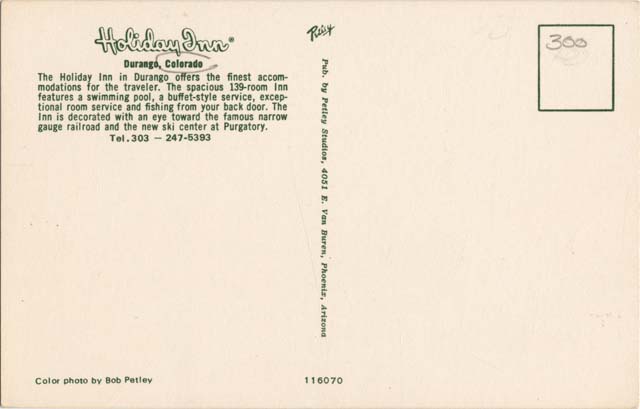 Holiday Inn®
Durango, Colorado
The Holiday Inn in Durango offers the finest accom-
modations for the traveler. The spacious 139-room Inn
features a swimming pool, a buffet-style service, excep-
tional room service and fishing from your back door. The
Inn is decorated with an eye toward the famous narrow
gauge railroad and the new ski center at Purgatory.
Tel. 303 — 247-5393
Petley
Pub. by Petley Studios, 4051 E. Van Buren, Phoenix, Arizona
300
Color photo by Bob Petley
116070